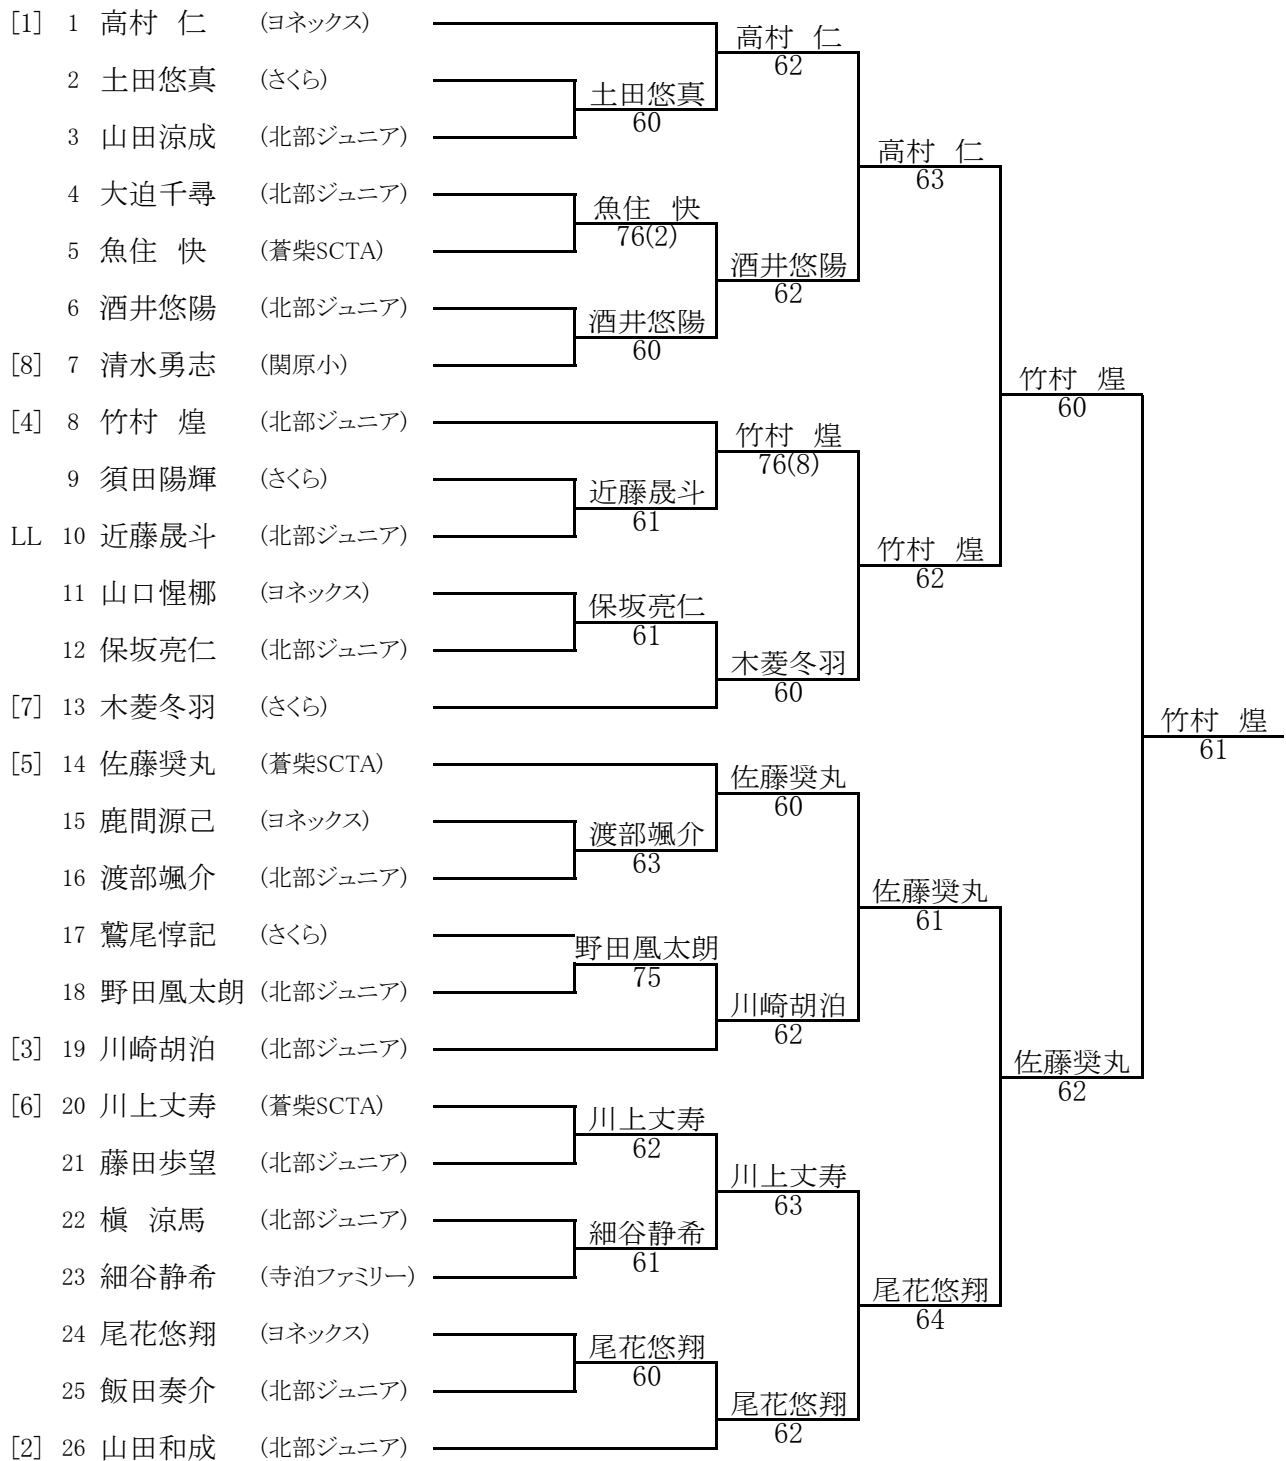 [1] 1 高村 仁 (ヨネックス)
高村 仁
62
2 土田悠真 (さくら)
土田悠真
60
3 山田涼成 (北部ジュニア)
高村 仁
63
4 大迫千尋 (北部ジュニア)
魚住 快
76(2)
5 魚住 快 (蒼柴SCTA)
酒井悠陽
62
6 酒井悠陽 (北部ジュニア)
酒井悠陽
60
[8] 7 清水勇志 (関原小)
竹村 煌
60
[4] 8 竹村 煌 (北部ジュニア)
竹村 煌
76(8)
9 須田陽輝 (さくら)
近藤晟斗
61
LL 10 近藤晟斗 (北部ジュニア)
竹村 煌
62
11 山口惺梛 (ヨネックス)
保坂亮仁
61
12 保坂亮仁 (北部ジュニア)
木菱冬羽
60
[7] 13 木菱冬羽 (さくら)
竹村 煌
61
[5] 14 佐藤奨丸 (蒼柴SCTA)
佐藤奨丸
60
15 鹿間源己 (ヨネックス)
渡部颯介
63
16 渡部颯介 (北部ジュニア)
佐藤奨丸
61
17 鷲尾惇記 (さくら)
野田凰太朗
75
18 野田凰太朗 (北部ジュニア)
川崎胡泊
62
[3] 19 川崎胡泊 (北部ジュニア)
佐藤奨丸
62
[6] 20 川上丈寿 (蒼柴SCTA)
川上丈寿
62
21 藤田歩望 (北部ジュニア)
川上丈寿
63
22 槇 涼馬 (北部ジュニア)
細谷静希
61
23 細谷静希 (寺泊ファミリー)
尾花悠翔
64
24 尾花悠翔 (ヨネックス)
尾花悠翔
60
25 飯田奏介 (北部ジュニア)
尾花悠翔
62
[2] 26 山田和成 (北部ジュニア)